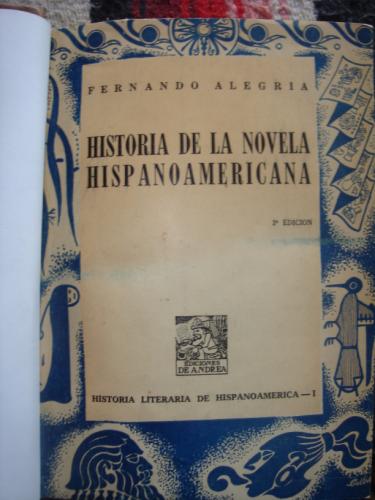 FERNANDO ALEGRIA
HISTORIA DE LA NOVELA
HISPANOAMERICANA
2ª EDICION
EDICIONES
DE ANDREA
HISTORIA LITERARIA DE HISPANOAMERICA — I